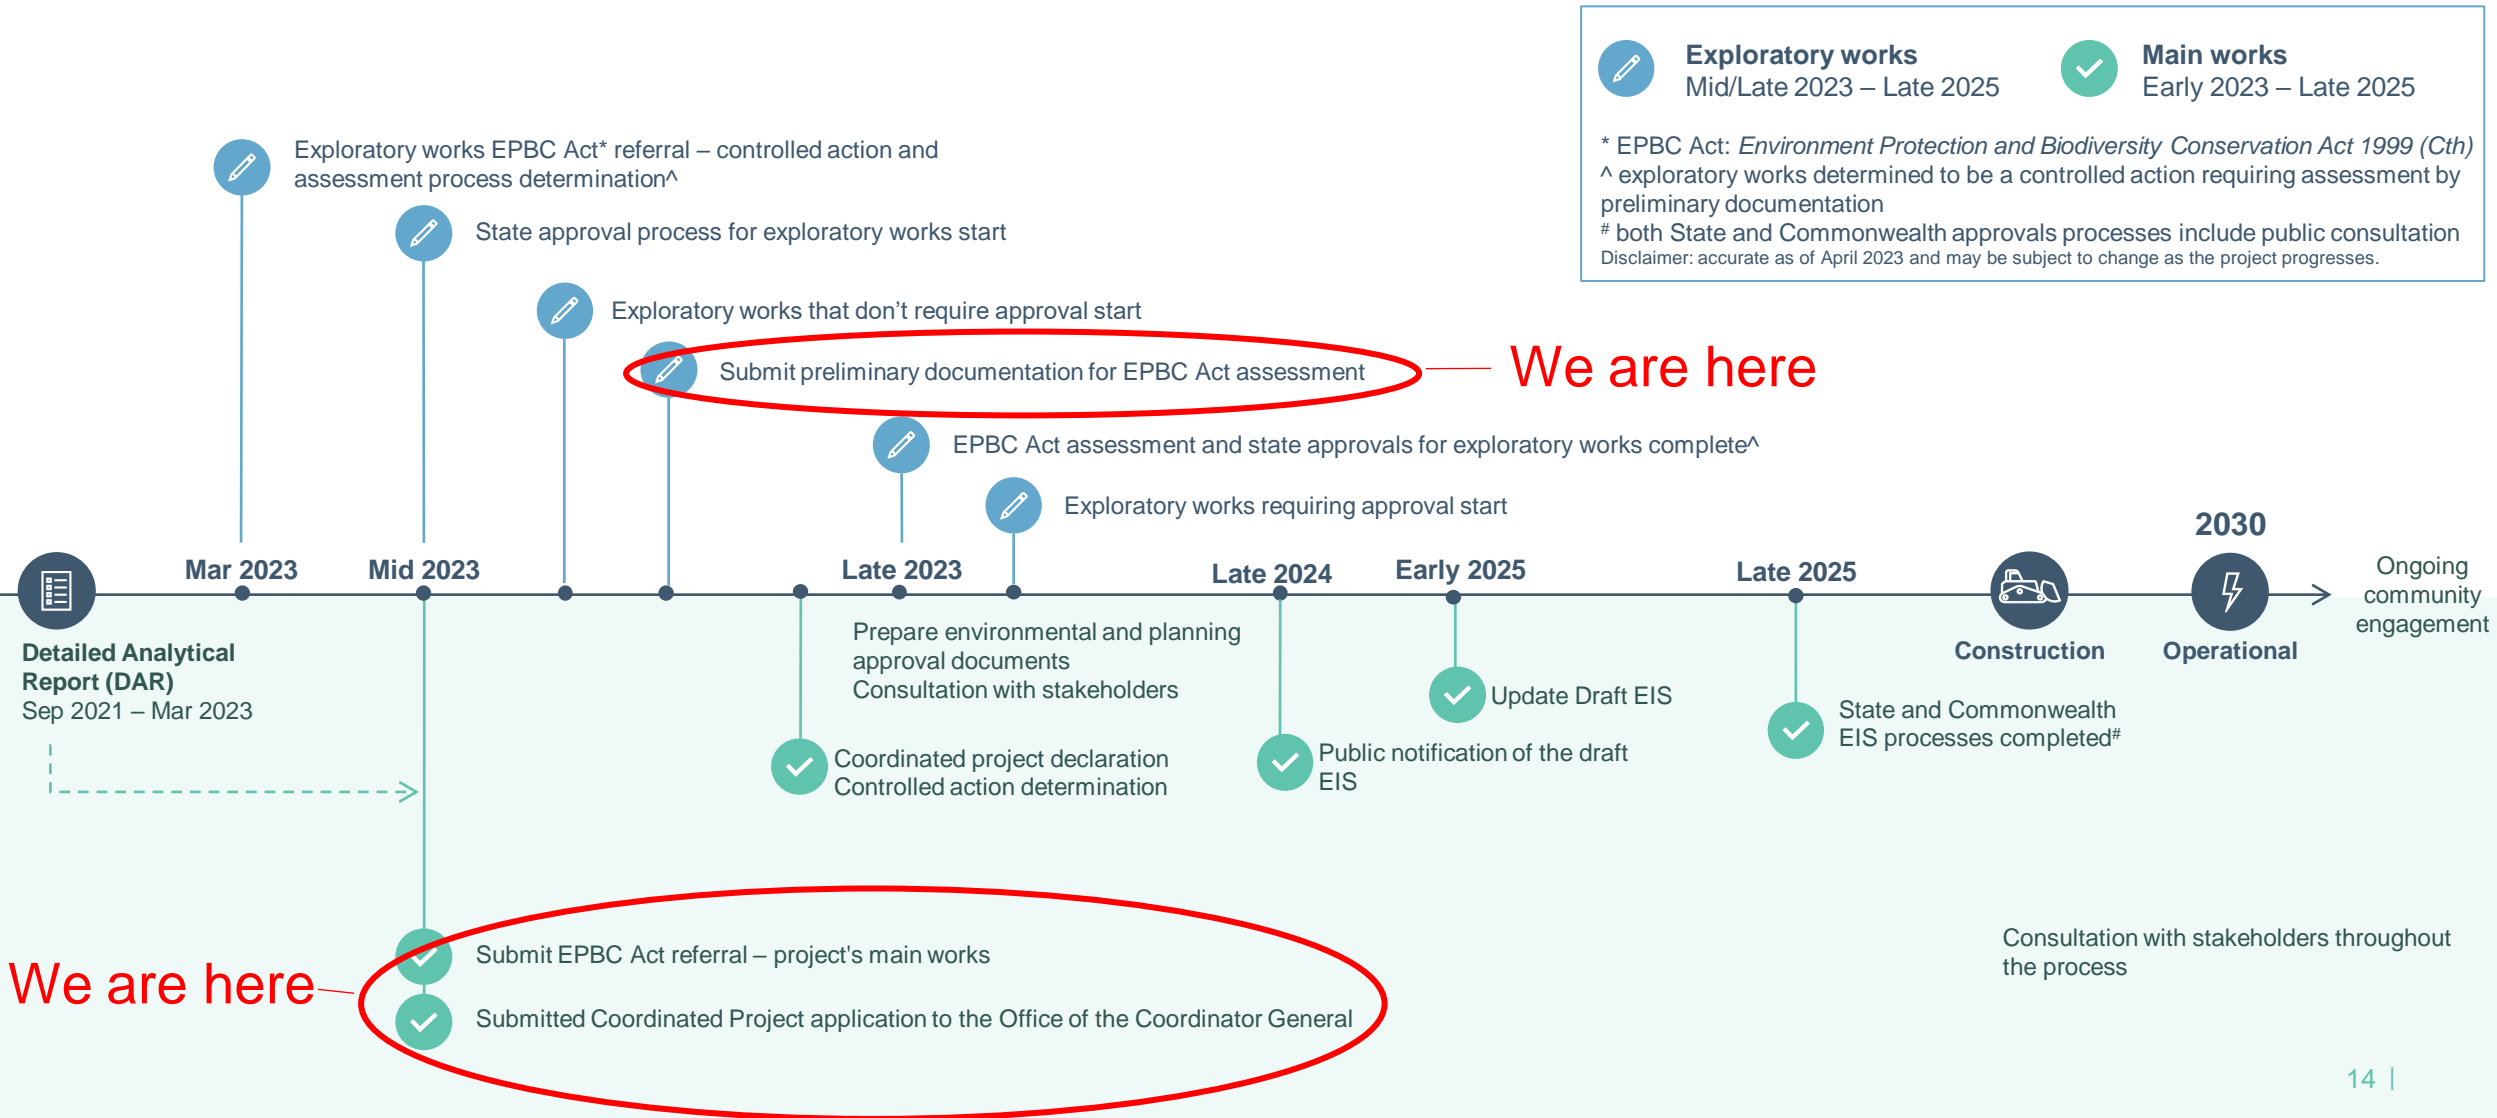 Exploratory works
Mid/Late 2023 – Late 2025
Main works
Early 2023 – Late 2025
* EPBC Act: Environment Protection and Biodiversity Conservation Act 1999 (Cth)
^ exploratory works determined to be a controlled action requiring assessment by
preliminary documentation
# both State and Commonwealth approvals processes include public consultation
Disclaimer: accurate as of April 2023 and may be subject to change as the project progresses.
Exploratory works EPBC Act* referral – controlled action and
assessment process determination^
State approval process for exploratory works start
Exploratory works that don’t require approval start
Submit preliminary documentation for EPBC Act assessment
We are here
EPBC Act assessment and state approvals for exploratory works complete^
Exploratory works requiring approval start
2030
Mar 2023
Mid 2023
Late 2023
Late 2024
Early 2025
Late 2025
Ongoing
community
engagement
Detailed Analytical
Report (DAR)
Sep 2021 – Mar 2023
Prepare environmental and planning
approval documents
Consultation with stakeholders
Construction
Operational
Update Draft EIS
State and Commonwealth
EIS processes completed#
Coordinated project declaration
Controlled action determination
Public notification of the draft
EIS
We are here
Submit EPBC Act referral – project's main works
Submitted Coordinated Project application to the Office of the Coordinator General
Consultation with stakeholders throughout
the process
14 |